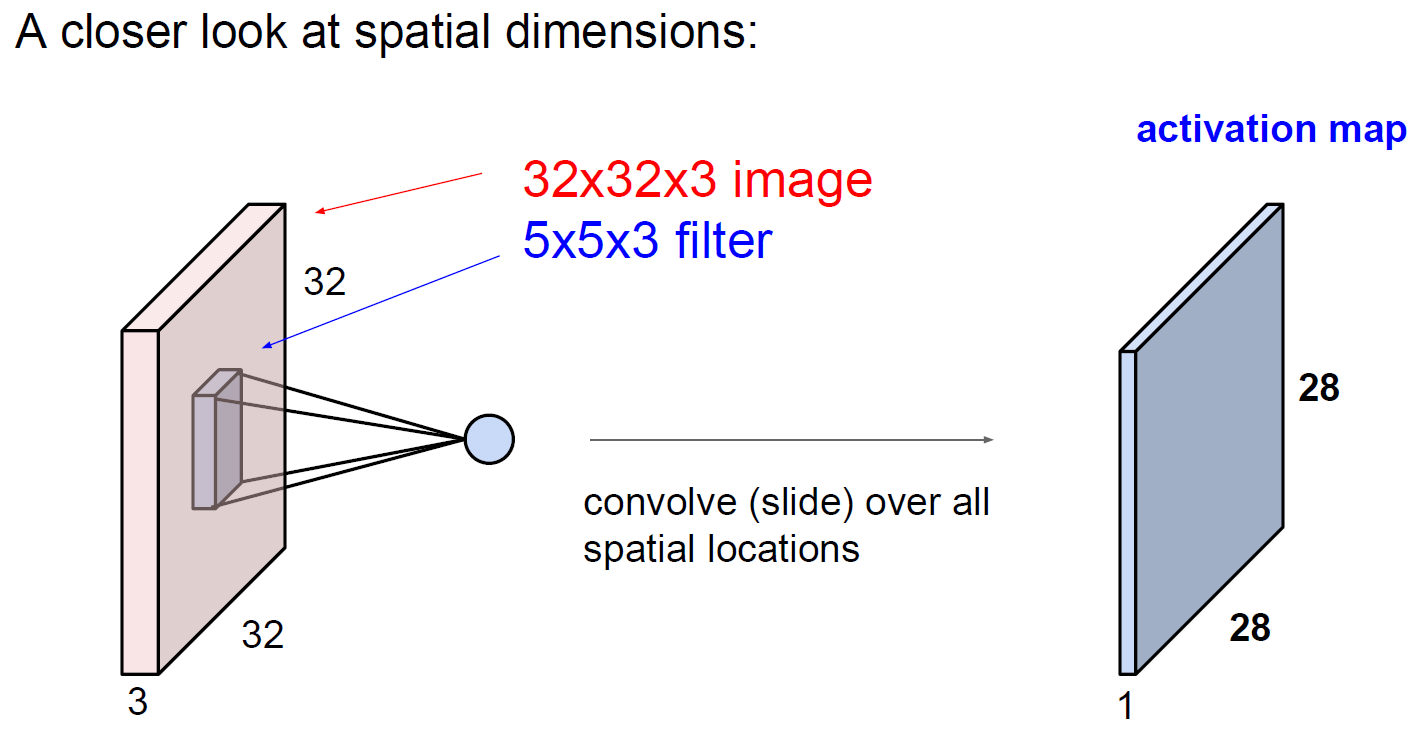 A closer look at spatial dimensions:
activation map
32x32x3 image
5x5x3 filter
32
28
convolve (slide) over all
spatial locations
32
28
3
1